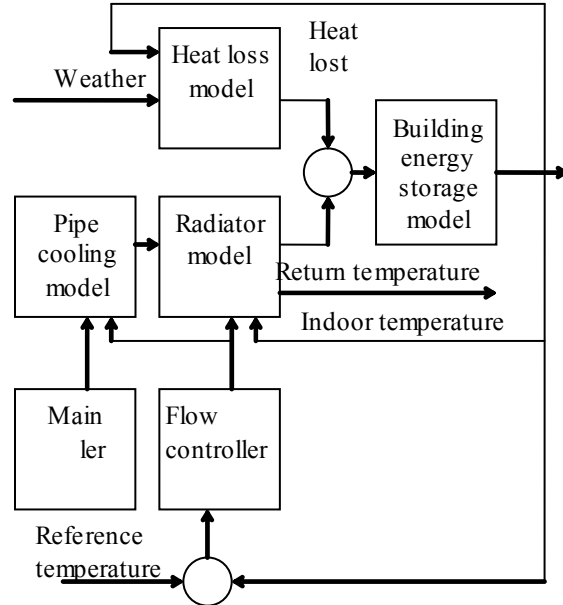 Heat
lost
Heat loss
model
Weather
Building
energy
storage
model
Pipe
cooling
model
Radiator
model
Return temperature
Indoor temperature
Main
ler
Flow
controller
Reference
temperature